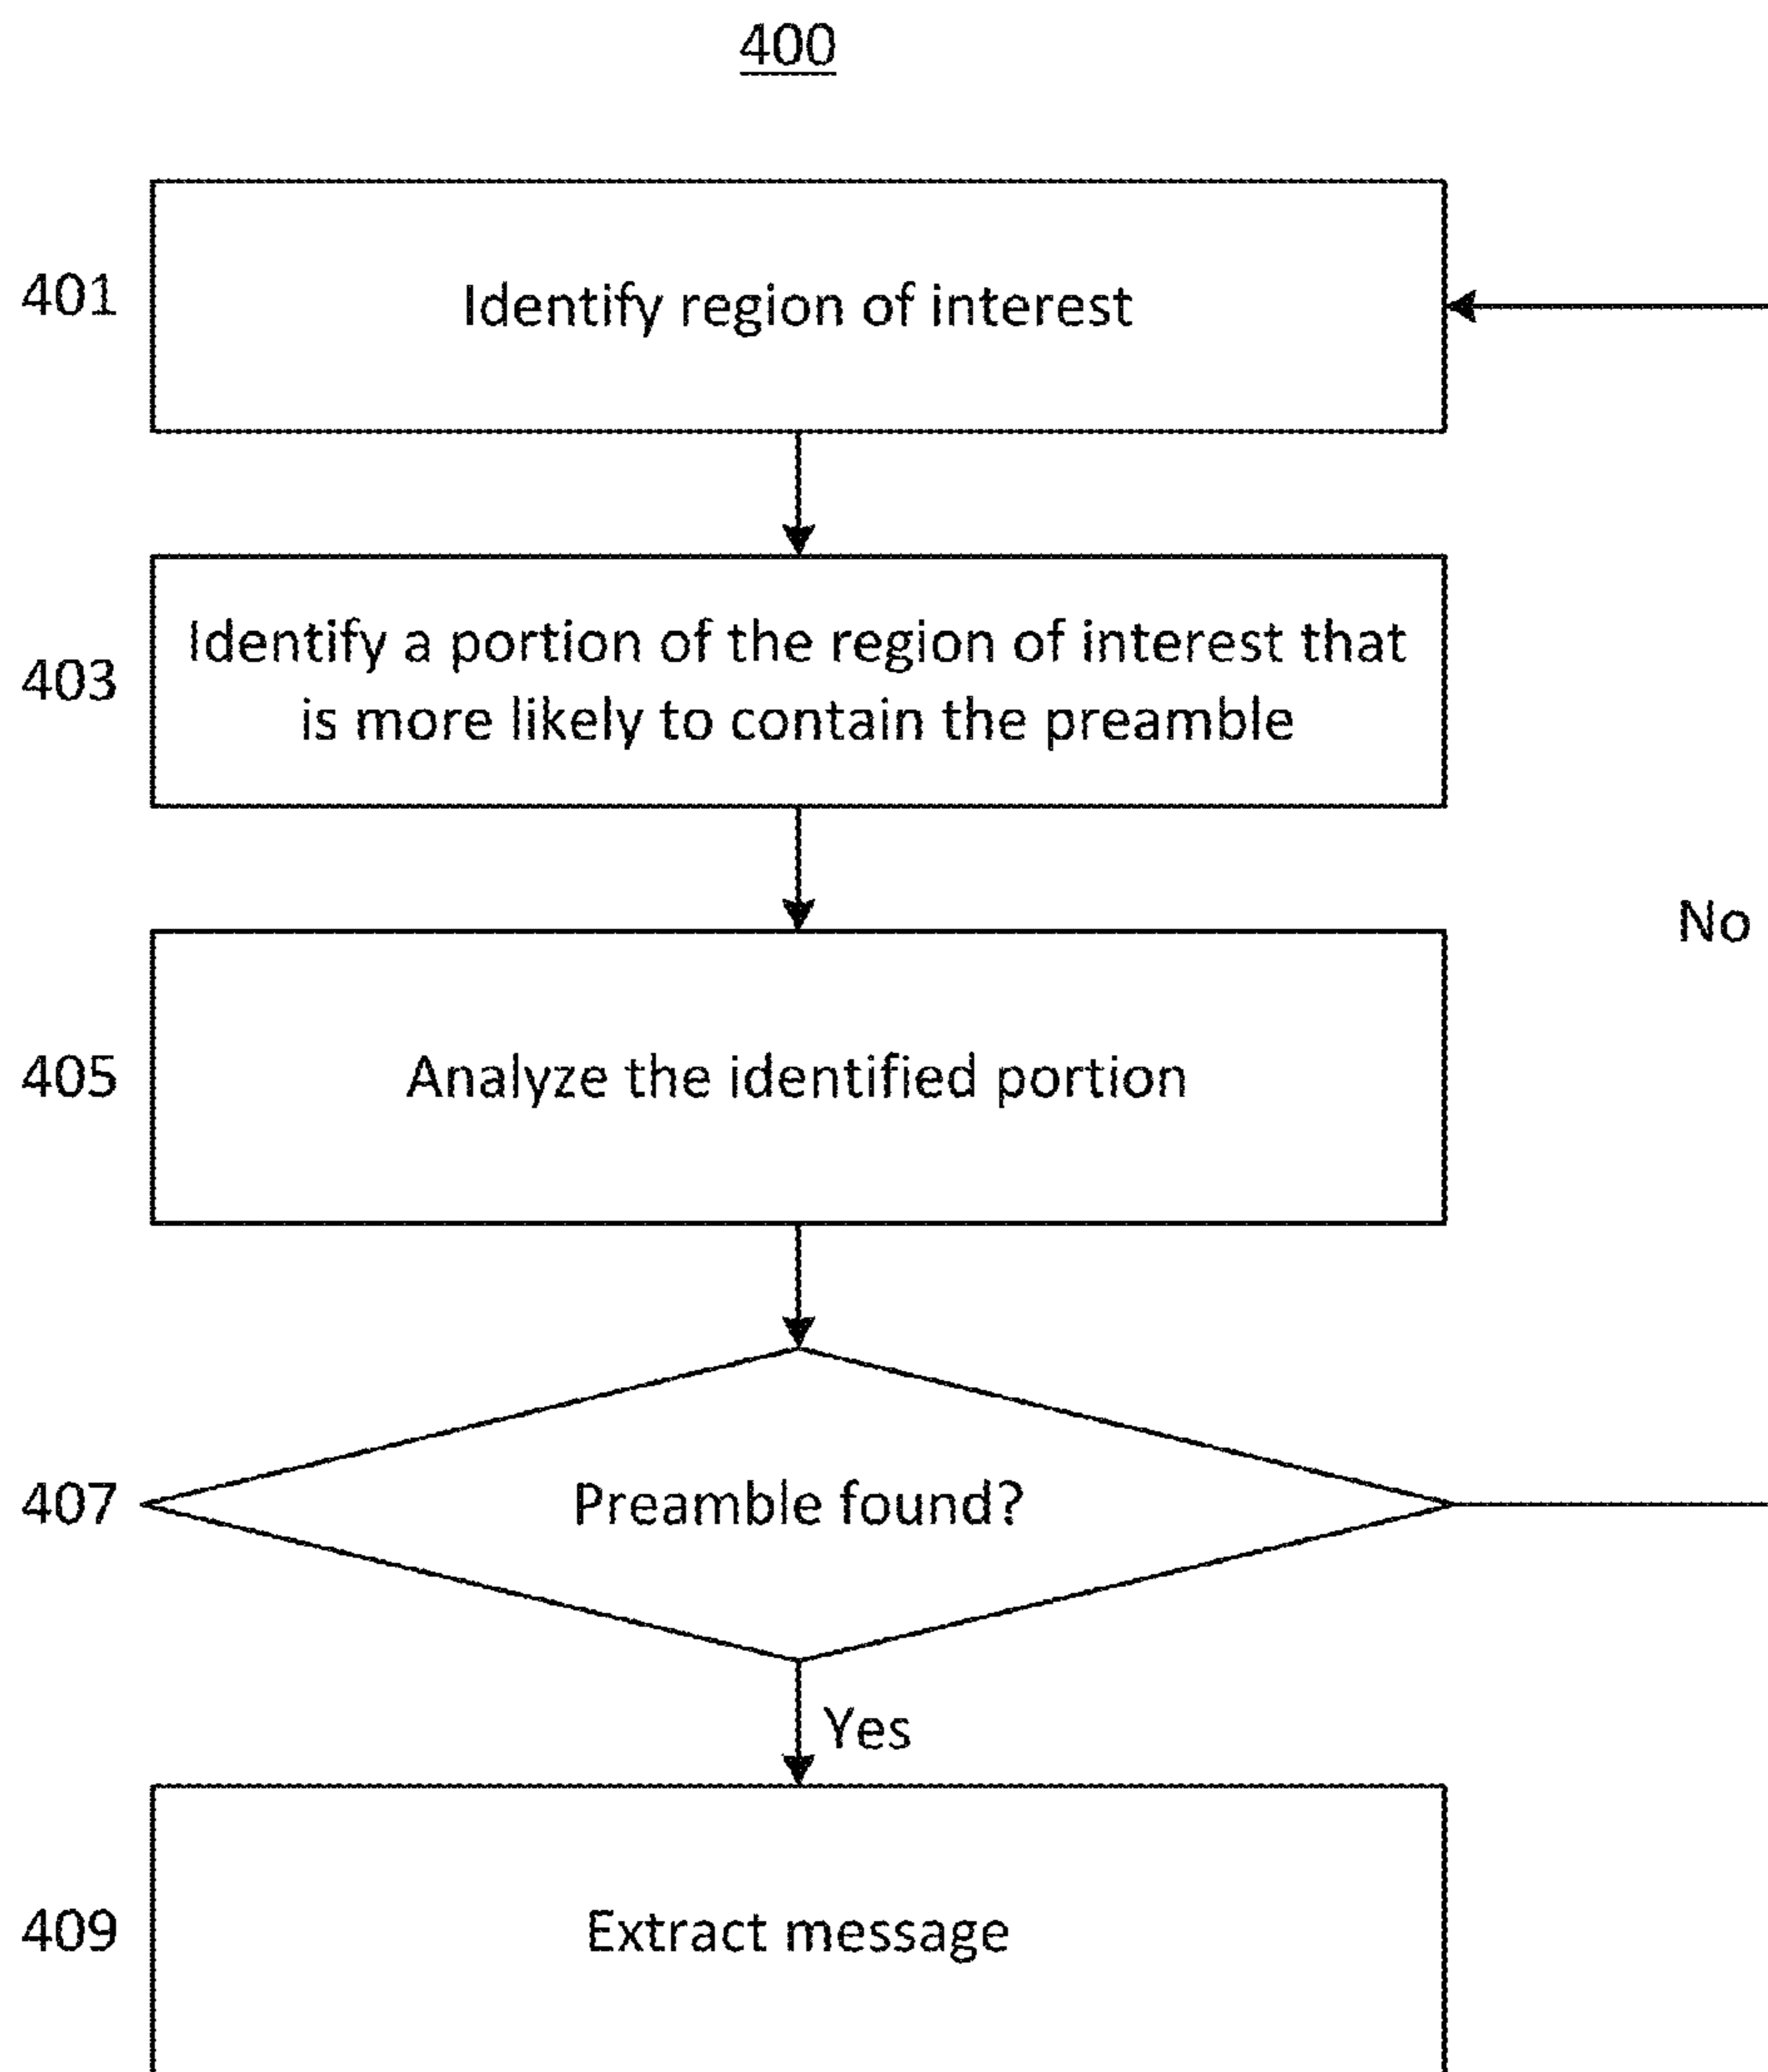 400
401
Identify region of interest
403
Identify a portion of the region of interest that
is more likely to contain the preamble
No
405
Analyze the identified portion
407
Preamble found?
Yes
409
Extract message